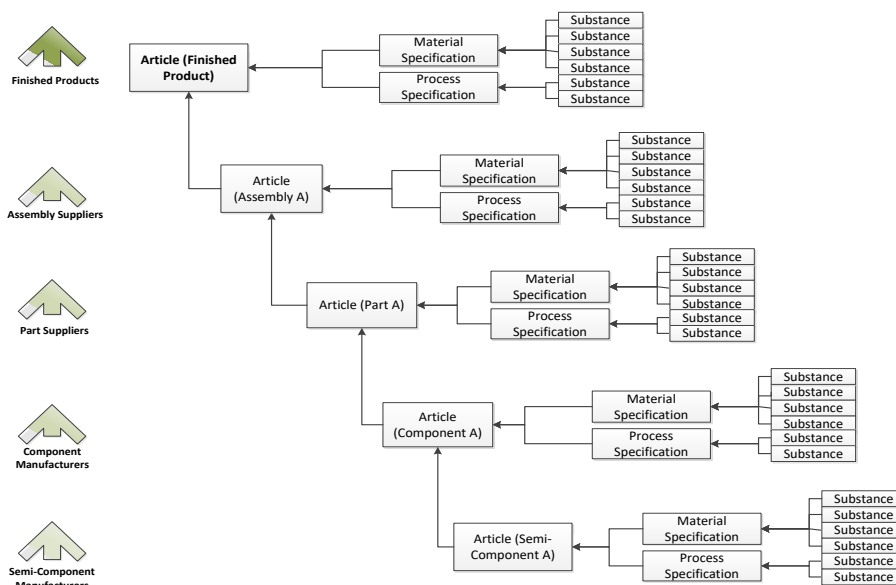 Finished Products
Article (Finished
Product)
Material
Specification
Process
Specification
Substance
Substance
Substance
Substance
Substance
Substance
Assembly Suppliers
Article
(Assembly A)
Material
Specification
Process
Specification
Substance
Substance
Substance
Substance
Substance
Substance
Part Suppliers
Article (Part A)
Material
Specification
Process
Specification
Substance
Substance
Substance
Substance
Substance
Substance
Component
Manufacturers
Article
(Component A)
Material
Specification
Process
Specification
Substance
Substance
Substance
Substance
Substance
Substance
Semi-Component
Manufacturers
Article (Semi-
Component A)
Material
Specification
Process
Specification
Substance
Substance
Substance
Substance
Substance
Substance